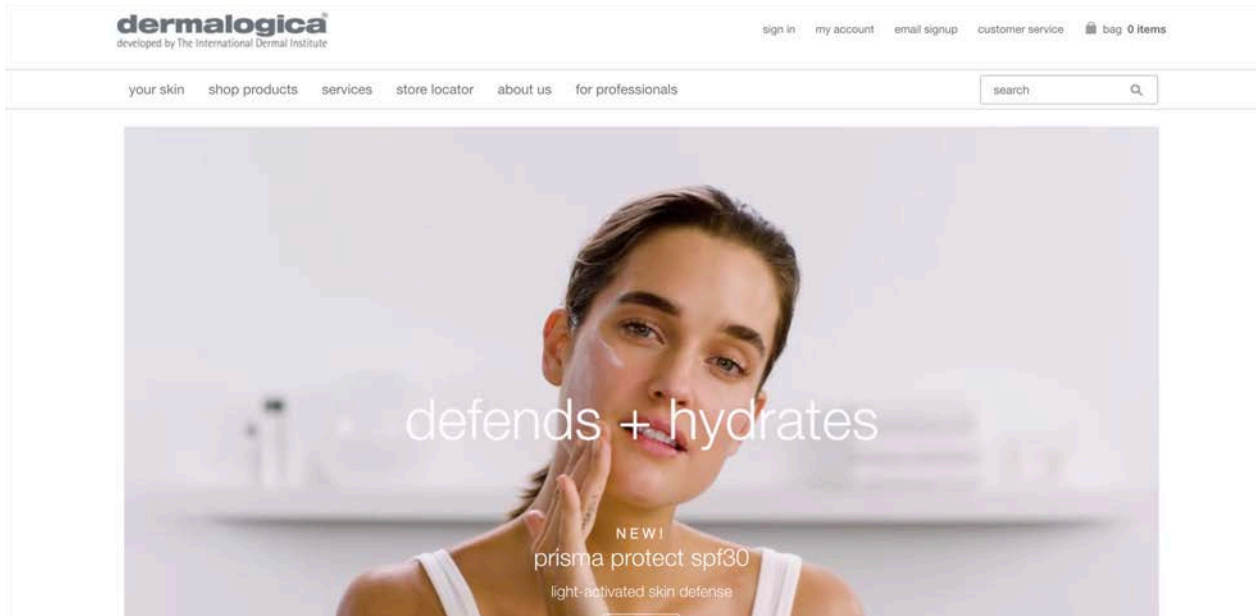 dermalogica®
developed by The International Dermal Institute
sign in my account email signup customer service bag 0 items
your skin shop products services store locator about us for professionals
search
defends + hydrates
NEW!
prisma protect spf30
light-activated skin defense